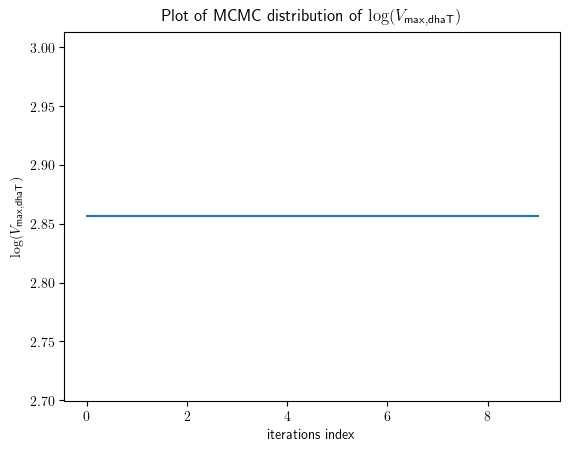 Plot of MCMC distribution of log(V_max,dhaT)
3.00
2.95
2.90
2.85
2.80
2.75
2.70
log(V_max,dhaT)
0 2 4 6 8
iterations index